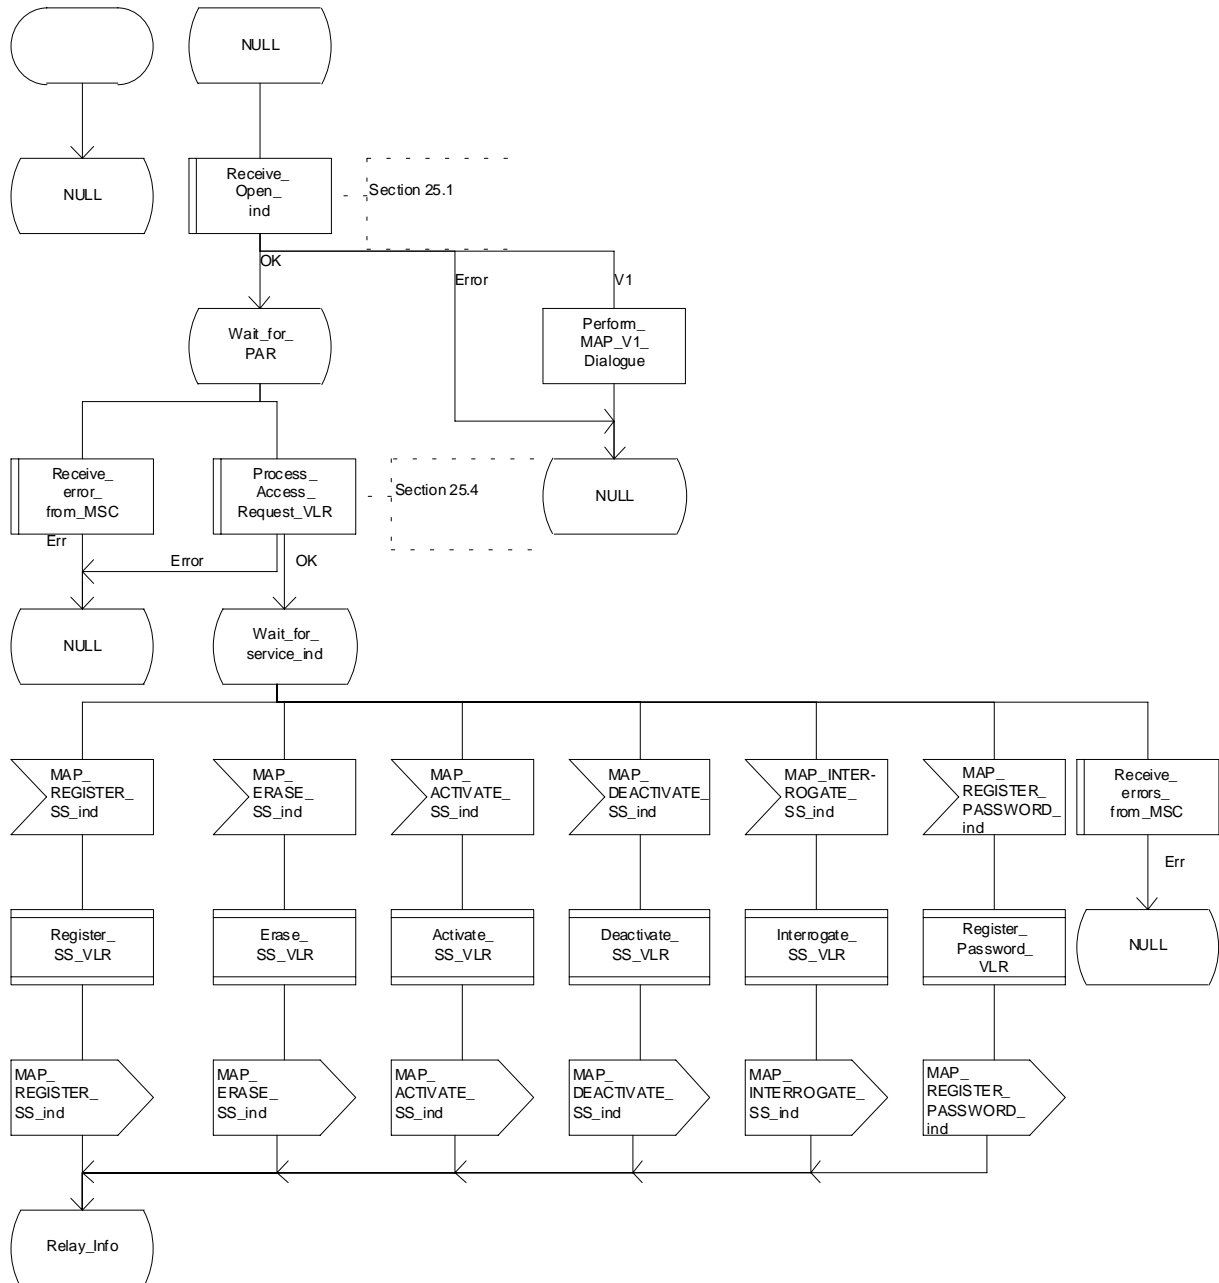 NULL
NULL
Receive_
Open_
ind
Section 25.1
OK
Error
V1
Wait_for_
PAR
Perform_
MAP_V1_
Dialogue
Receive_
error_
from_MSC
Process_
Access_
Request_VLR
Section 25.4
NULL
Err
Error
OK
NULL
Wait_for_
service_ind
MAP_
REGISTER_
SS_ind
MAP_
ERASE_
SS_ind
MAP_
ACTIVATE_
SS_ind
MAP_
DEACTIVATE_
SS_ind
MAP_INTER-
ROGATE_
SS_ind
MAP_
REGISTER_
PASSWORD_
ind
Receive_
errors_
from_MSC
Err
Register_
SS_VLR
Erase_
SS_VLR
Activate_
SS_VLR
Deactivate_
SS_VLR
Interrogate_
SS_VLR
Register_
Password_
VLR
NULL
MAP_
REGISTER_
SS_ind
MAP_
ERASE_
SS_ind
MAP_
ACTIVATE_
SS_ind
MAP_
DEACTIVATE_
SS_ind
MAP_
INTERROGATE_
SS_ind
MAP_
REGISTER_
PASSWORD_
ind
Relay_Info